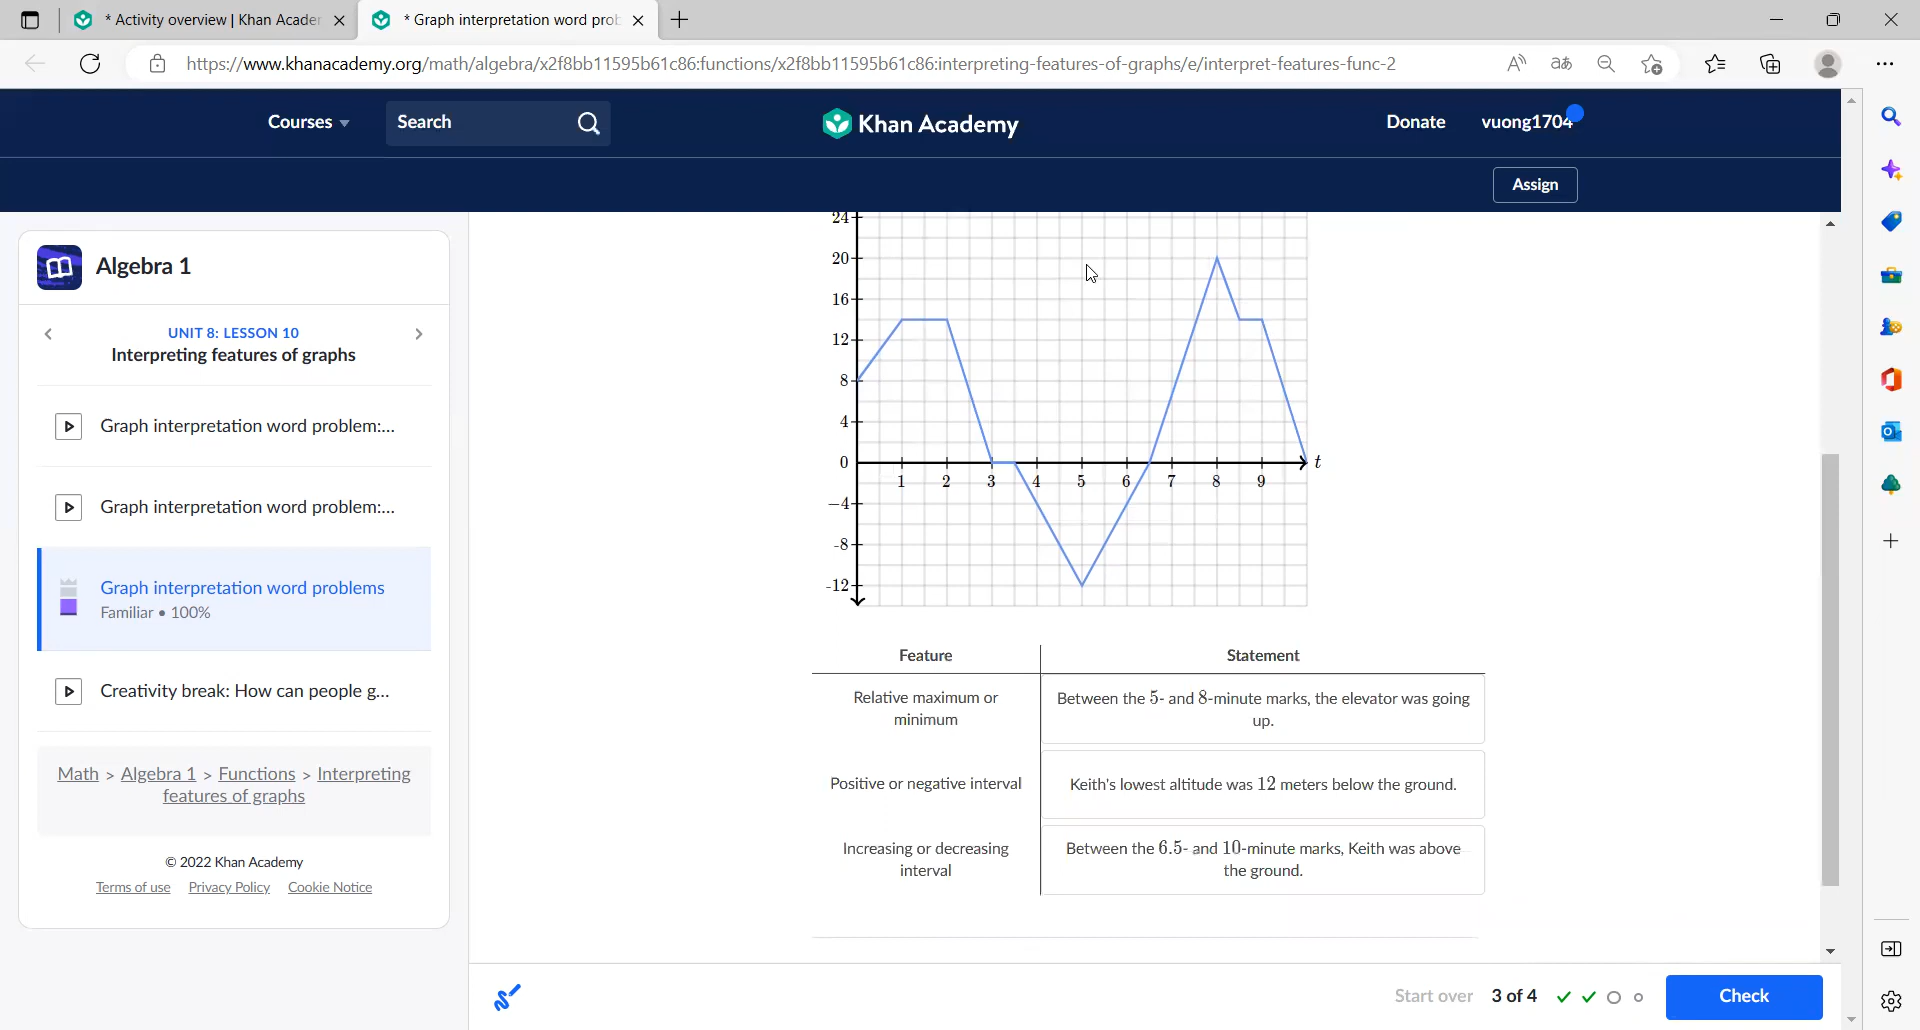 * Activity overview | Khan Acade
* Graph interpretation word pro
https://www.khanacademy.org/math/algebra/x2f8bb11595b61c86:functions/x2f8bb11595b61c86:interpreting-features-of-graphs/e/interpret-features-func-2
Courses
Search
Khan Academy
Donate
vuong1704
Assign
Algebra 1
UNIT 8: LESSON 10
Interpreting features of graphs
Graph interpretation word problem:...
Graph interpretation word problem:...
Graph interpretation word problems
Familiar • 100%
Creativity break: How can people g...
Math > Algebra 1 > Functions > Interpreting
features of graphs
© 2022 Khan Academy
Terms of use Privacy Policy Cookie Notice
24
20
16
12
8
4
0
-4
-8
-12
1 2 3 4 5 6 7 8 9
t
Feature Statement
Relative maximum or
minimum
Between the 5- and 8-minute marks, the elevator was going
up.
Positive or negative interval
Keith's lowest altitude was 12 meters below the ground.
Increasing or decreasing
interval
Between the 6.5- and 10-minute marks, Keith was above
the ground.
Start over 3 of 4
Check